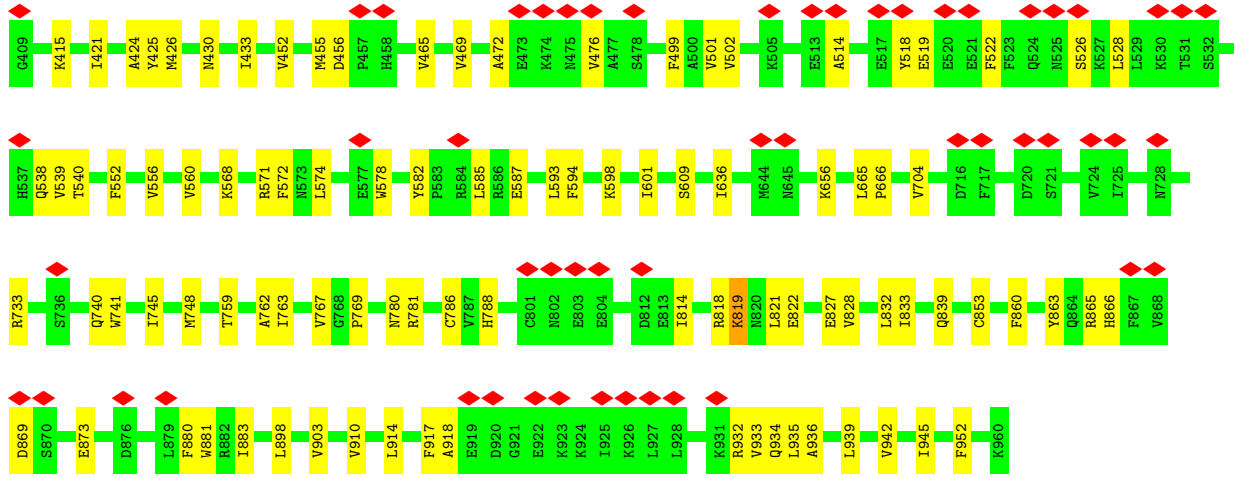 G409 K415 I421 A424 Y425 M426 N430 I433 V452 M455 D456 P457 H458 V465 V469 A472 E473 K474 N475 V476 A477 S478 F499 A500 V501 V502 K505 E513 A514 E517 Y518 E519 E520 E521 F522 F523 Q524 N525 S526 K527 L528 L529 K530 T531 S532
H537 Q538 V539 T540 F552 V556 V560 K568 R571 F572 N573 L574 E577 W578 Y582 P583 R584 L585 R586 E587 L593 F594 K598 I601 S609 I636 M644 N645 K656 L665 P666 V704 D716 F717 D720 S721 V724 I725 N728
R733 S736 Q740 W741 I745 M748 T759 A762 I763 V767 G768 P769 N780 R781 C786 V787 H788 C801 N802 E803 E804 D812 E813 I814 R818 K819 N820 L821 E822 E827 V828 L832 I833 Q839 C853 F860 Y863 Q864 R865 H866 F867 V868
D869 S870 E873 D876 L879 F880 W881 R882 I883 L898 V903 V910 L914 F917 A918 E919 D920 G921 E922 K923 K924 I925 K926 L927 L928 K931 R932 V933 Q934 L935 A936 L939 V942 I945 F952 K960